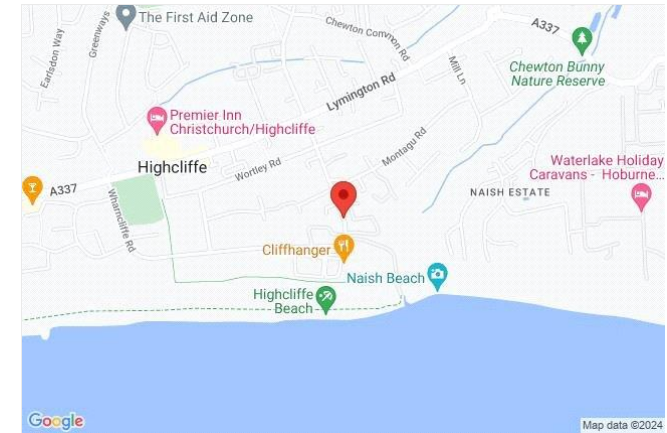 The First Aid Zone
Earlsdon Way
Greenways
Chewton Common Rd
A337
Mill Ln
Chewton Bunny
Nature Reserve
Lymington Rd
Premier Inn
Christchurch/Highcliffe
Montagu Rd
Highcliffe
Wortley Rd
Waterlake Holiday
Caravans - Hoburne...
A337
NAISH ESTATE
Wharncliffe Rd
Cliffhanger
Naish Beach
Highcliffe
Beach
Google
Map data ©2024